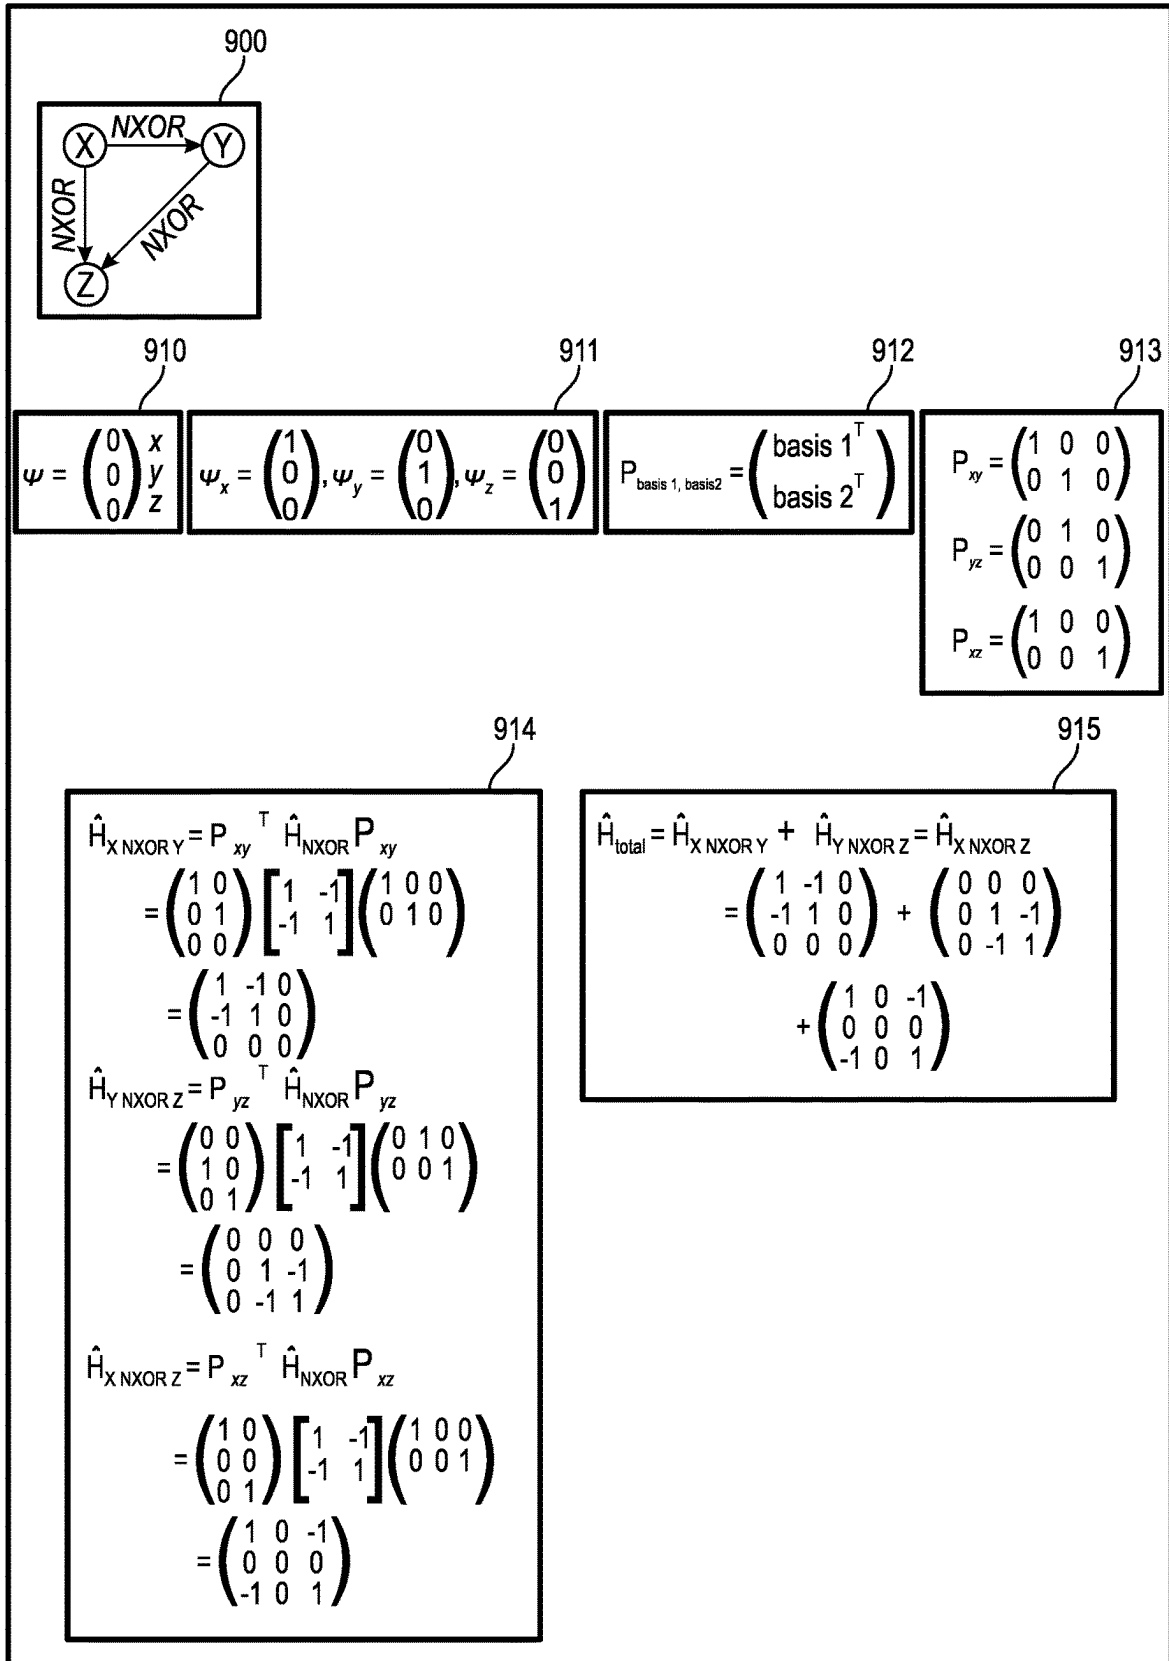 900
X NXOR Y
NXOR
NXOR
Z
910
911
912
913
Ψ = (0 0 0) x y z
Ψx = (1 0 0), Ψy = (0 1 0), Ψz = (0 0 1)
P basis 1, basis2 = (basis 1^T basis 2^T)
Pxy = (1 0 0
0 1 0)
Pyz = (0 1 0
0 0 1)
Pxz = (1 0 0
0 0 1)
914
ĤX NXOR Y = Pxy^T ĤNXOR Pxy
= (1 0
0 1
0 0) [1 -1
-1 1] (1 0 0
0 1 0)
= (1 -1 0
-1 1 0
0 0 0)
ĤY NXOR Z = Pyz^T ĤNXOR Pyz
= (0 0
1 0
0 1) [1 -1
-1 1] (0 1 0
0 0 1)
= (0 0 0
0 1 -1
0 -1 1)
ĤX NXOR Z = Pxz^T ĤNXOR Pxz
= (1 0
0 0
0 1) [1 -1
-1 1] (1 0 0
0 0 1)
= (1 0 -1
0 0 0
-1 0 1)
915
Ĥtotal = ĤX NXOR Y + ĤY NXOR Z = ĤX NXOR Z
= (1 -1 0
-1 1 0
0 0 0) + (0 0 0
0 1 -1
0 -1 1)
+ (1 0 -1
0 0 0
-1 0 1)